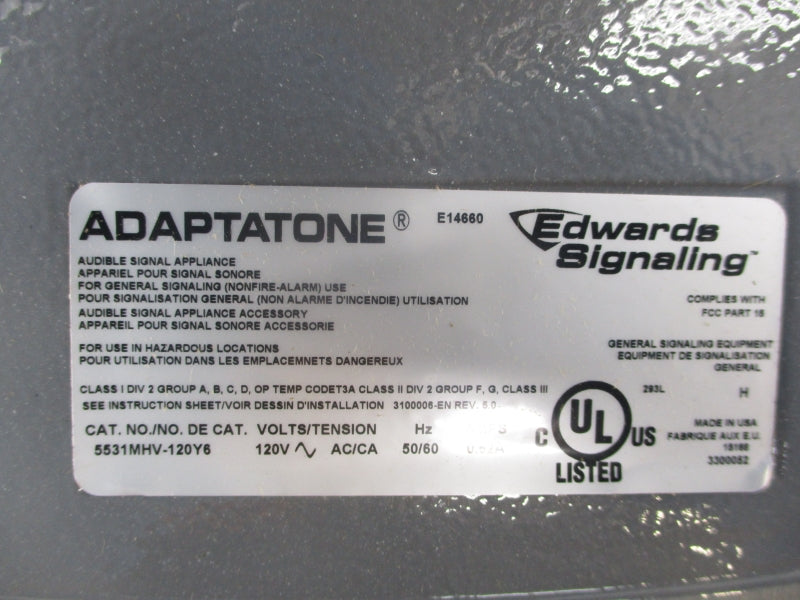 ADAPTATONE® E14660
Edwards
Signaling™
AUDIBLE SIGNAL APPLIANCE
APPARIEL POUR SIGNAL SONORE
FOR GENERAL SIGNALING (NONFIRE-ALARM) USE
POUR SIGNALISATION GENERAL (NON ALARME D'INCENDIE) UTILISATION
AUDIBLE SIGNAL APPLIANCE ACCESSORY
APPAREIL POUR SIGNAL SONORE ACCESSORIE
COMPLIES WITH
FCC PART 15
FOR USE IN HAZARDOUS LOCATIONS
POUR UTILISATION DANS LES EMPLACEMNETS DANGEREUX
GENERAL SIGNALING EQUIPMENT
EQUIPMENT DE SIGNALISATION
GENERAL
CLASS I DIV 2 GROUP A, B, C, D, OP TEMP CODET3A CLASS II DIV 2 GROUP F, G, CLASS III
293L H
SEE INSTRUCTION SHEET/VOIR DESSIN D'INSTALLATION 3100006-EN REV. 5.0
CAT. NO./NO. DE CAT. VOLTS/TENSION Hz
5531MHV-120Y6 120V ∿ AC/CA 50/60
C UL US
LISTED
MADE IN USA
FABRIQUE AUX E.U.
3300052